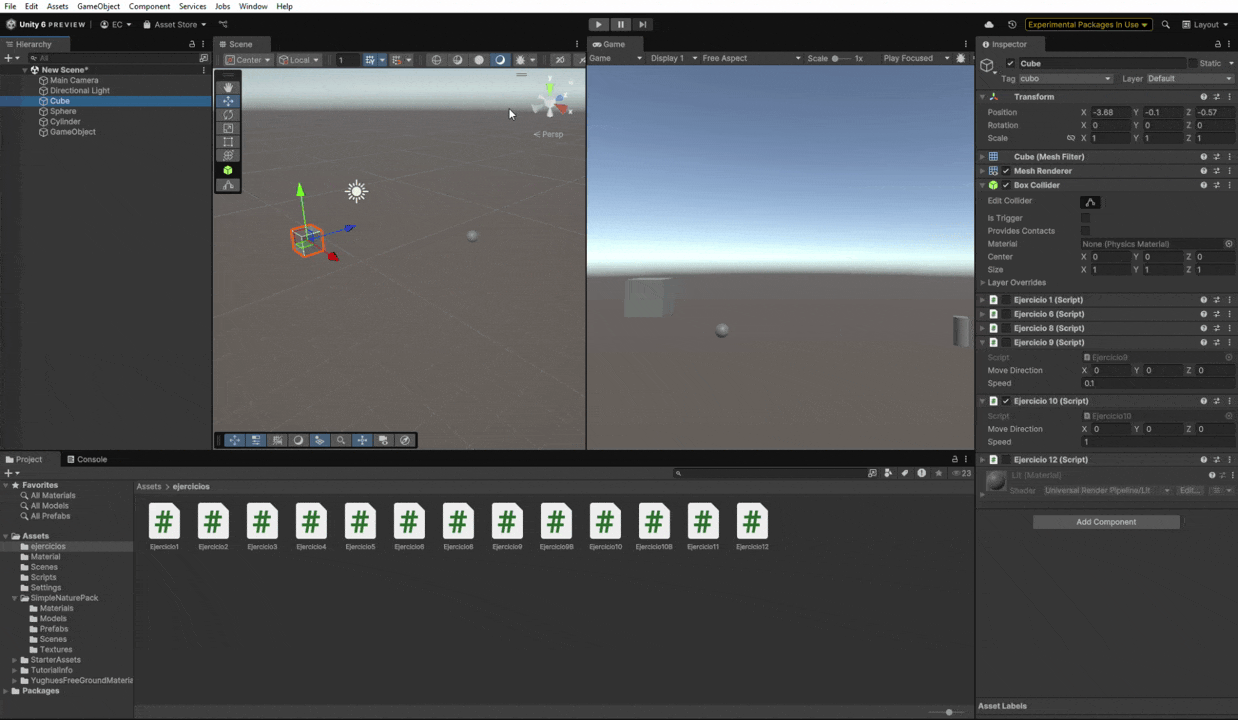 File Edit Assets GameObject Component Services Jobs Window Help
Unity 6 PREVIEW EC Asset Store Experimental Packages In Use Layout
Hierarchy
All
New Scene*
Main Camera
Directional Light
Cube
Sphere
Cylinder
GameObject
Scene
Center Local 1 2D
Persp
Game
Game Display 1 Free Aspect Scale 1x Play Focused
Inspector
Cube Static
Tag cubo Layer Default
Transform
Position X -3.68 Y -0.1 Z -0.57
Rotation X 0 Y 0 Z 0
Scale X 1 Y 1 Z 1
Cube (Mesh Filter)
Mesh Renderer
Box Collider
Edit Collider
Is Trigger
Provides Contacts
Material None (Physics Material)
Center X 0 Y 0 Z 0
Size X 1 Y 1 Z 1
Layer Overrides
Ejercicio 1 (Script)
Ejercicio 6 (Script)
Ejercicio 8 (Script)
Ejercicio 9 (Script)
Script Ejercicio9
Move Direction X 0 Y 0 Z 0
Speed 0.1
Ejercicio 10 (Script)
Script Ejercicio10
Move Direction X 0 Y 0 Z 0
Speed 1
Ejercicio 12 (Script)
Lit (Material)
Shader Universal Render Pipeline/Lit Edit...
Add Component
Asset Labels
Project Console
23
Favorites
All Materials
All Models
All Prefabs
Assets
ejercicios
Material
Scenes
Scripts
Settings
SimpleNaturePack
Materials
Models
Prefabs
Scenes
Textures
StarterAssets
TutorialInfo
YughuesFreeGroundMateria
Packages
Assets > ejercicios
Ejercicio1 Ejercicio2 Ejercicio3 Ejercicio4 Ejercicio5 Ejercicio6 Ejercicio8 Ejercicio9 Ejercicio9B Ejercicio10 Ejercicio10B Ejercicio11 Ejercicio12